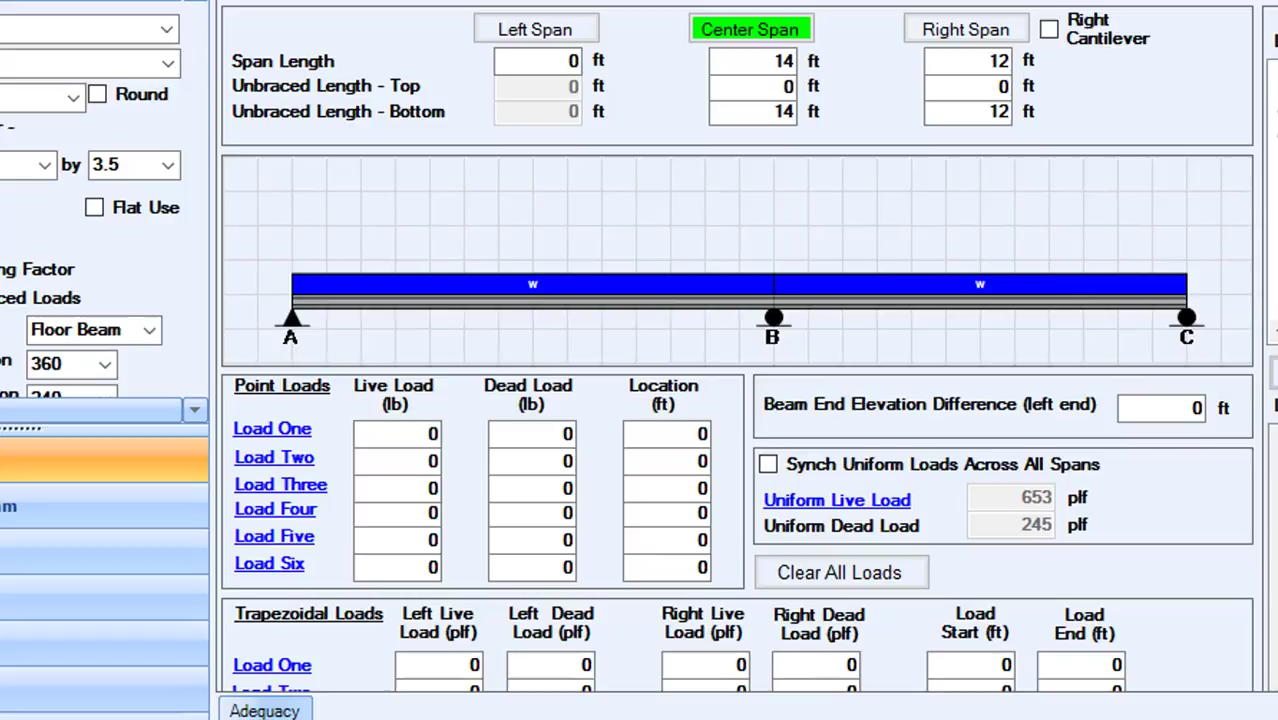 Left Span Center Span Right Span Right Cantilever
Span Length 0 ft 14 ft 12 ft
Unbraced Length - Top 0 ft 0 ft 0 ft
Unbraced Length - Bottom 0 ft 14 ft 12 ft
Round
by 3.5
Flat Use
ng Factor
ced Loads
Floor Beam
on 360
w w
A B C
Point Loads Live Load (lb) Dead Load (lb) Location (ft)
Load One 0 0 0
Load Two 0 0 0
Load Three 0 0 0
Load Four 0 0 0
Load Five 0 0 0
Load Six 0 0 0
Beam End Elevation Difference (left end) 0 ft
Synch Uniform Loads Across All Spans
Uniform Live Load 653 plf
Uniform Dead Load 245 plf
Clear All Loads
Trapezoidal Loads Left Live Load (plf) Left Dead Load (plf) Right Live Load (plf) Right Dead Load (plf) Load Start (ft) Load End (ft)
Load One 0 0 0 0 0 0
Adequacy